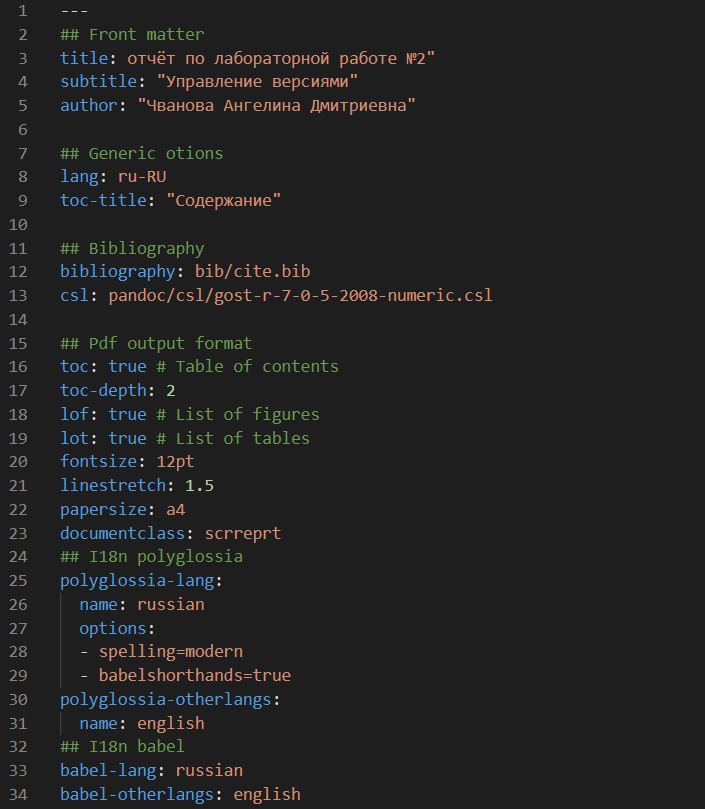 1 ---
2 ## Front matter
3 title: отчёт по лабораторной работе №2"
4 subtitle: "Управление версиями"
5 author: "Чванова Ангелина Дмитриевна"
6
7 ## Generic otions
8 lang: ru-RU
9 toc-title: "Содержание"
10
11 ## Bibliography
12 bibliography: bib/cite.bib
13 csl: pandoc/csl/gost-r-7-0-5-2008-numeric.csl
14
15 ## Pdf output format
16 toc: true # Table of contents
17 toc-depth: 2
18 lof: true # List of figures
19 lot: true # List of tables
20 fontsize: 12pt
21 linestretch: 1.5
22 papersize: a4
23 documentclass: scrreprt
24 ## I18n polyglossia
25 polyglossia-lang:
26   name: russian
27   options:
28   - spelling=modern
29   - babelshorthands=true
30 polyglossia-otherlangs:
31   name: english
32 ## I18n babel
33 babel-lang: russian
34 babel-otherlangs: english